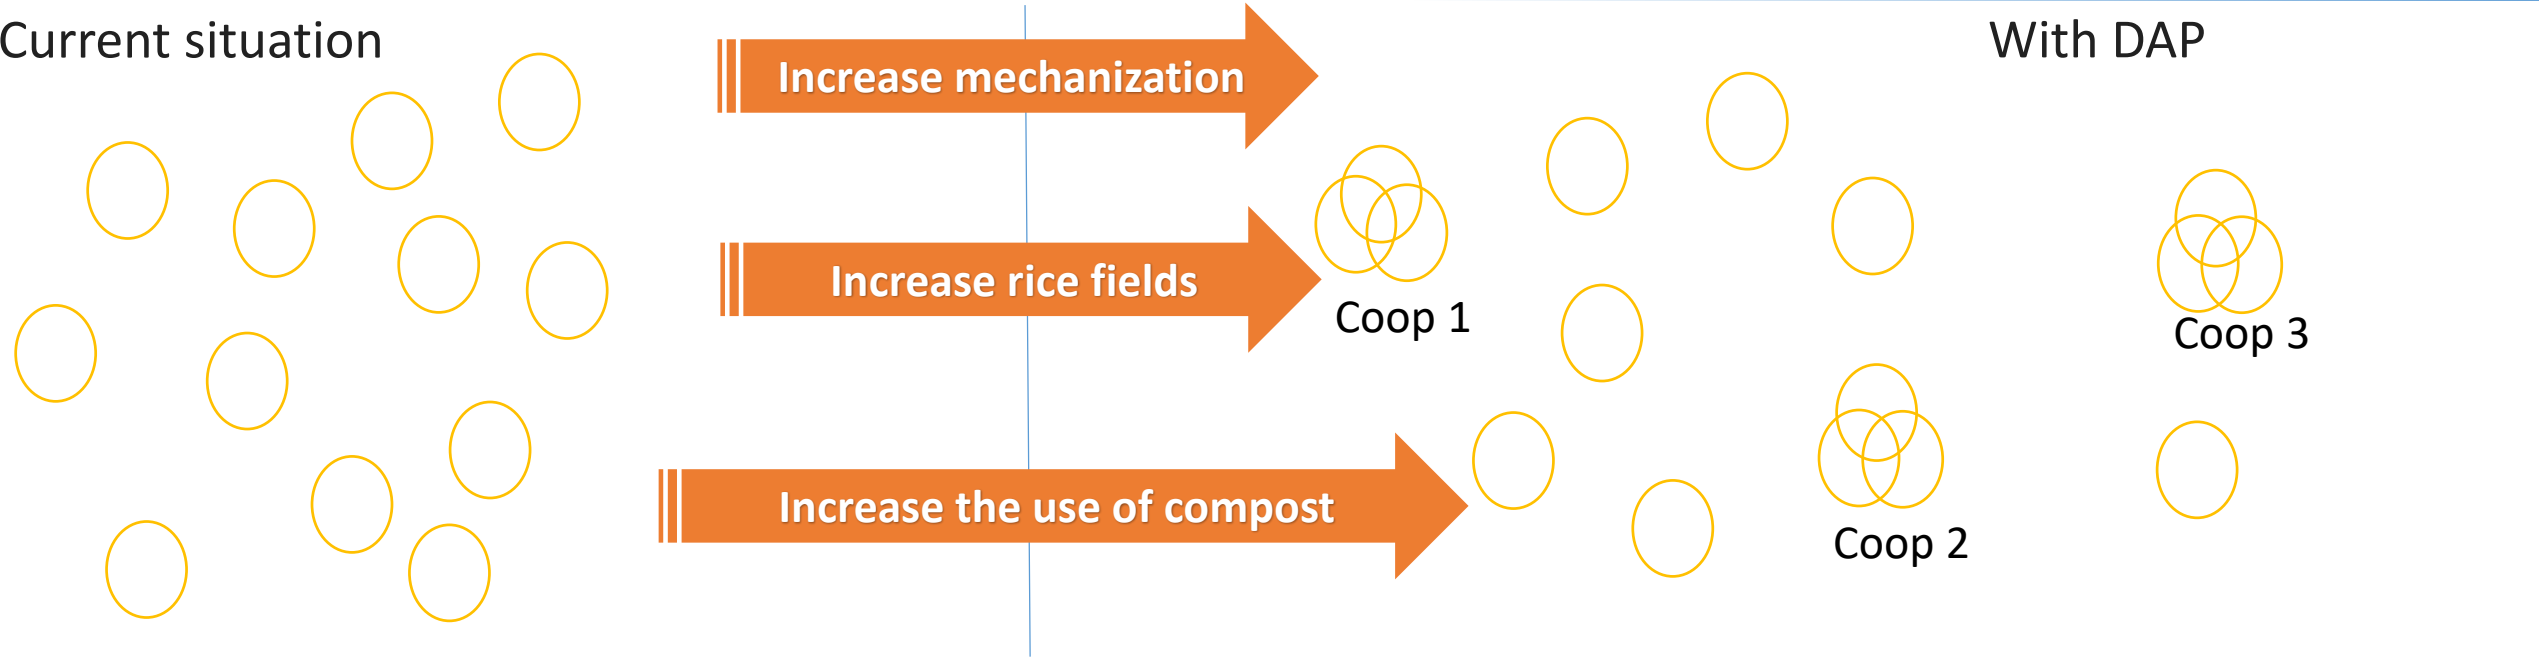 Current situation
With DAP
Increase mechanization
Increase rice fields
Coop 1
Coop 3
Increase the use of compost
Coop 2